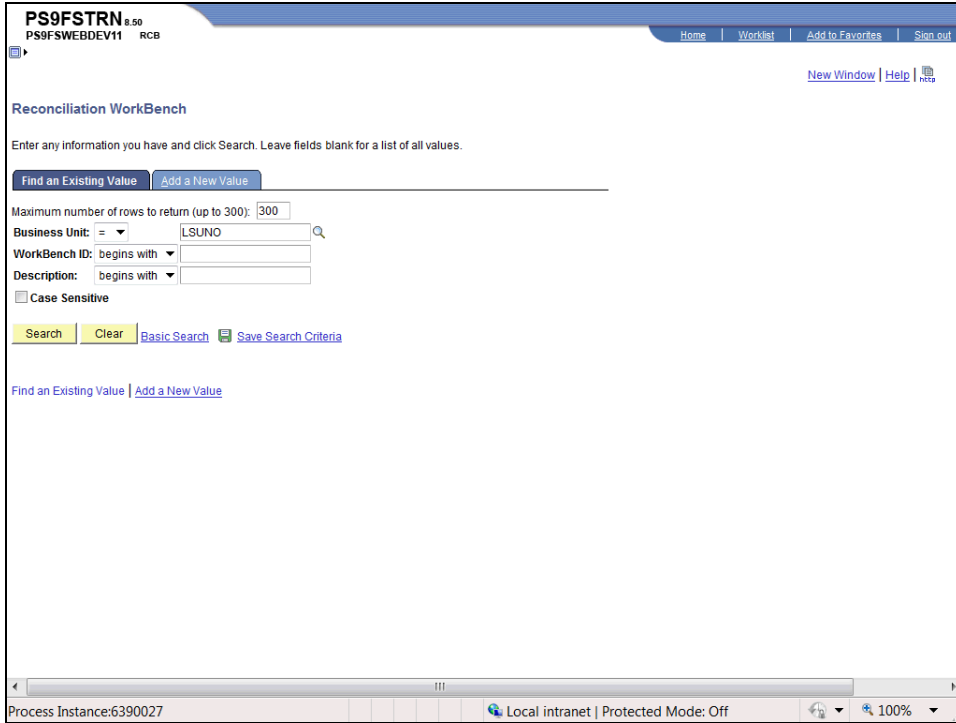 PS9FSTRN 8.50
PS9FSWEBDEV11 RCB
Home | Worklist | Add to Favorites | Sign out
New Window | Help | http
Reconciliation WorkBench
Enter any information you have and click Search. Leave fields blank for a list of all values.
Find an Existing Value Add a New Value
Maximum number of rows to return (up to 300): 300
Business Unit: = LSUNO
WorkBench ID: begins with
Description: begins with
Case Sensitive
Search Clear Basic Search Save Search Criteria
Find an Existing Value | Add a New Value
Process Instance:6390027 Local intranet | Protected Mode: Off 100%